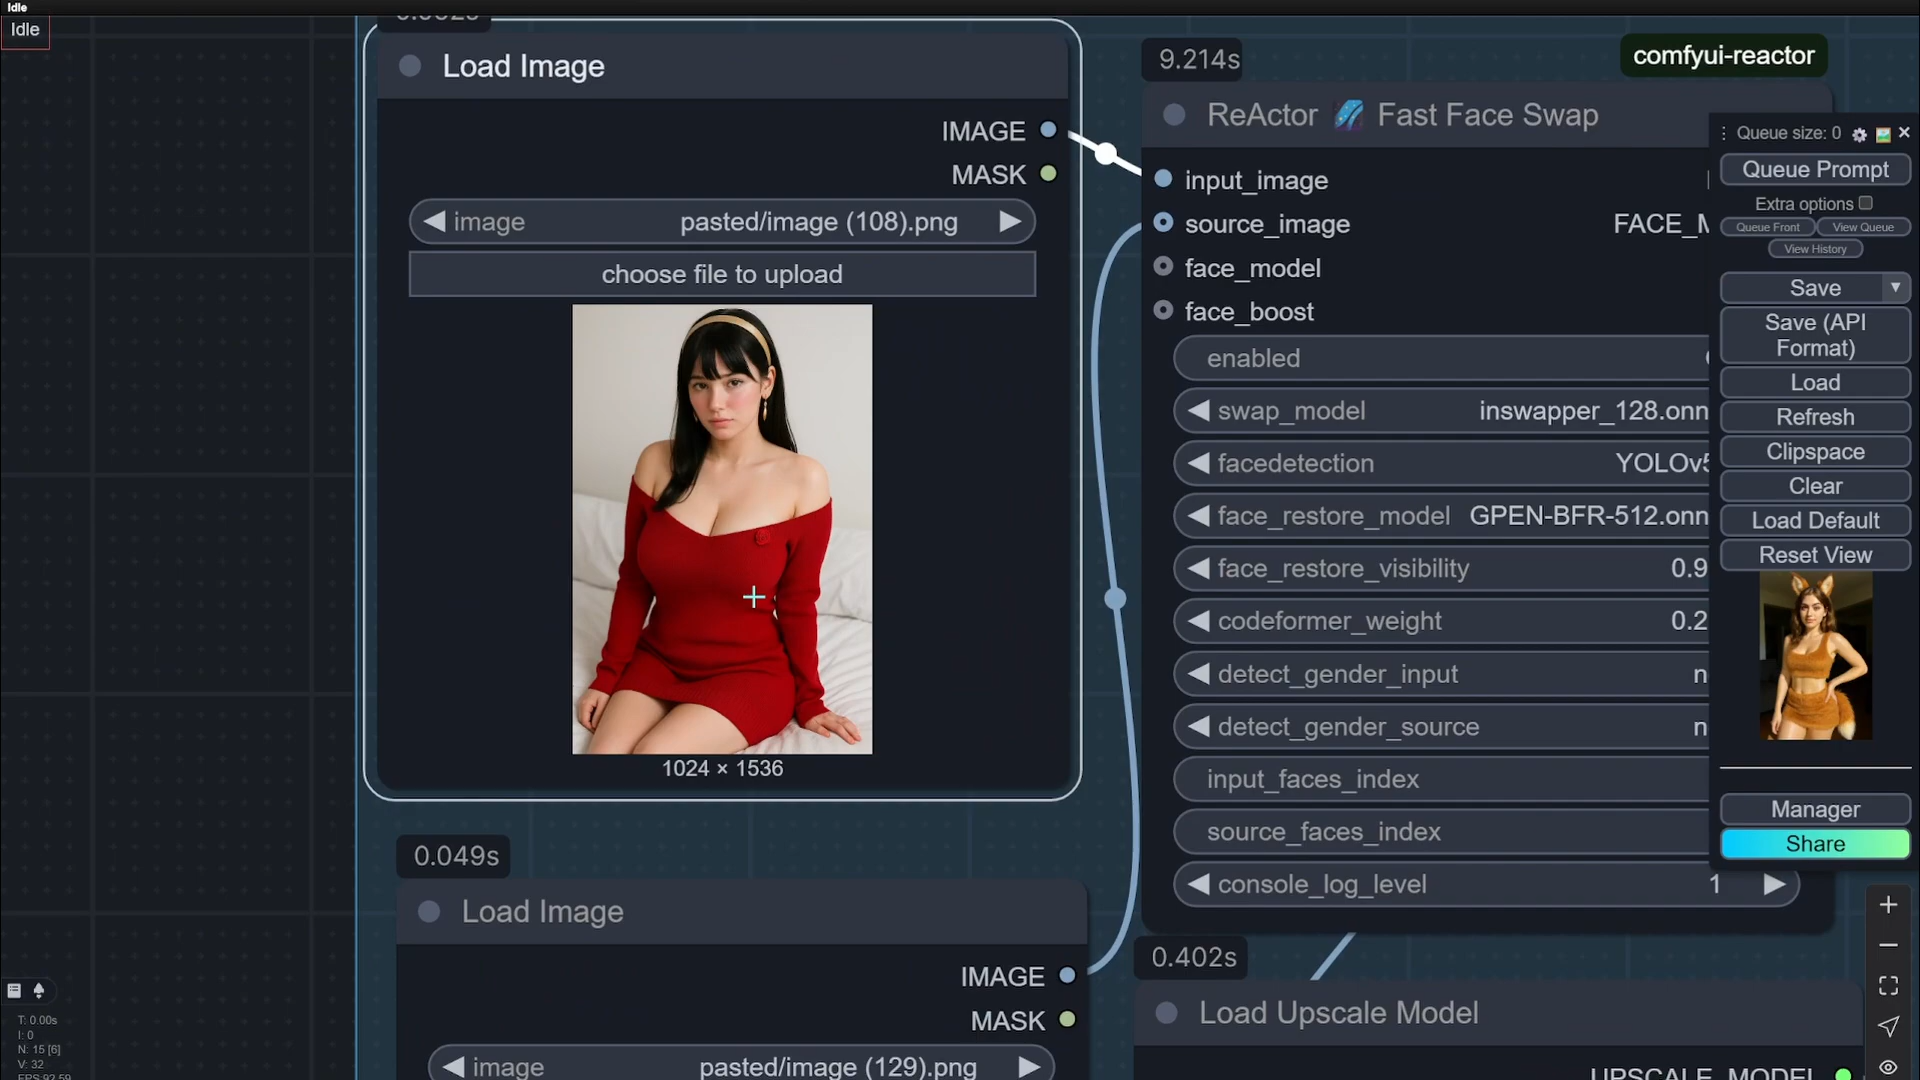 Idle
Idle
Load Image
IMAGE
MASK
image pasted/image (108).png
choose file to upload
1024 × 1536
0.049s
Load Image
IMAGE
MASK
image pasted/image (129).png
9.214s
comfyui-reactor
ReActor Fast Face Swap
input_image
source_image FACE_M
face_model
face_boost
enabled
swap_model inswapper_128.onn
facedetection YOLOv5
face_restore_model GPEN-BFR-512.onn
face_restore_visibility 0.9
codeformer_weight 0.2
detect_gender_input n
detect_gender_source n
input_faces_index
source_faces_index
console_log_level 1
0.402s
Load Upscale Model
UPSCALE_MODEL
Queue size: 0
Queue Prompt
Extra options
Queue Front View Queue
View History
Save
Save (API
Format)
Load
Refresh
Clipspace
Clear
Load Default
Reset View
Manager
Share
T: 0.00s
I: 0
N: 15 [6]
V: 32